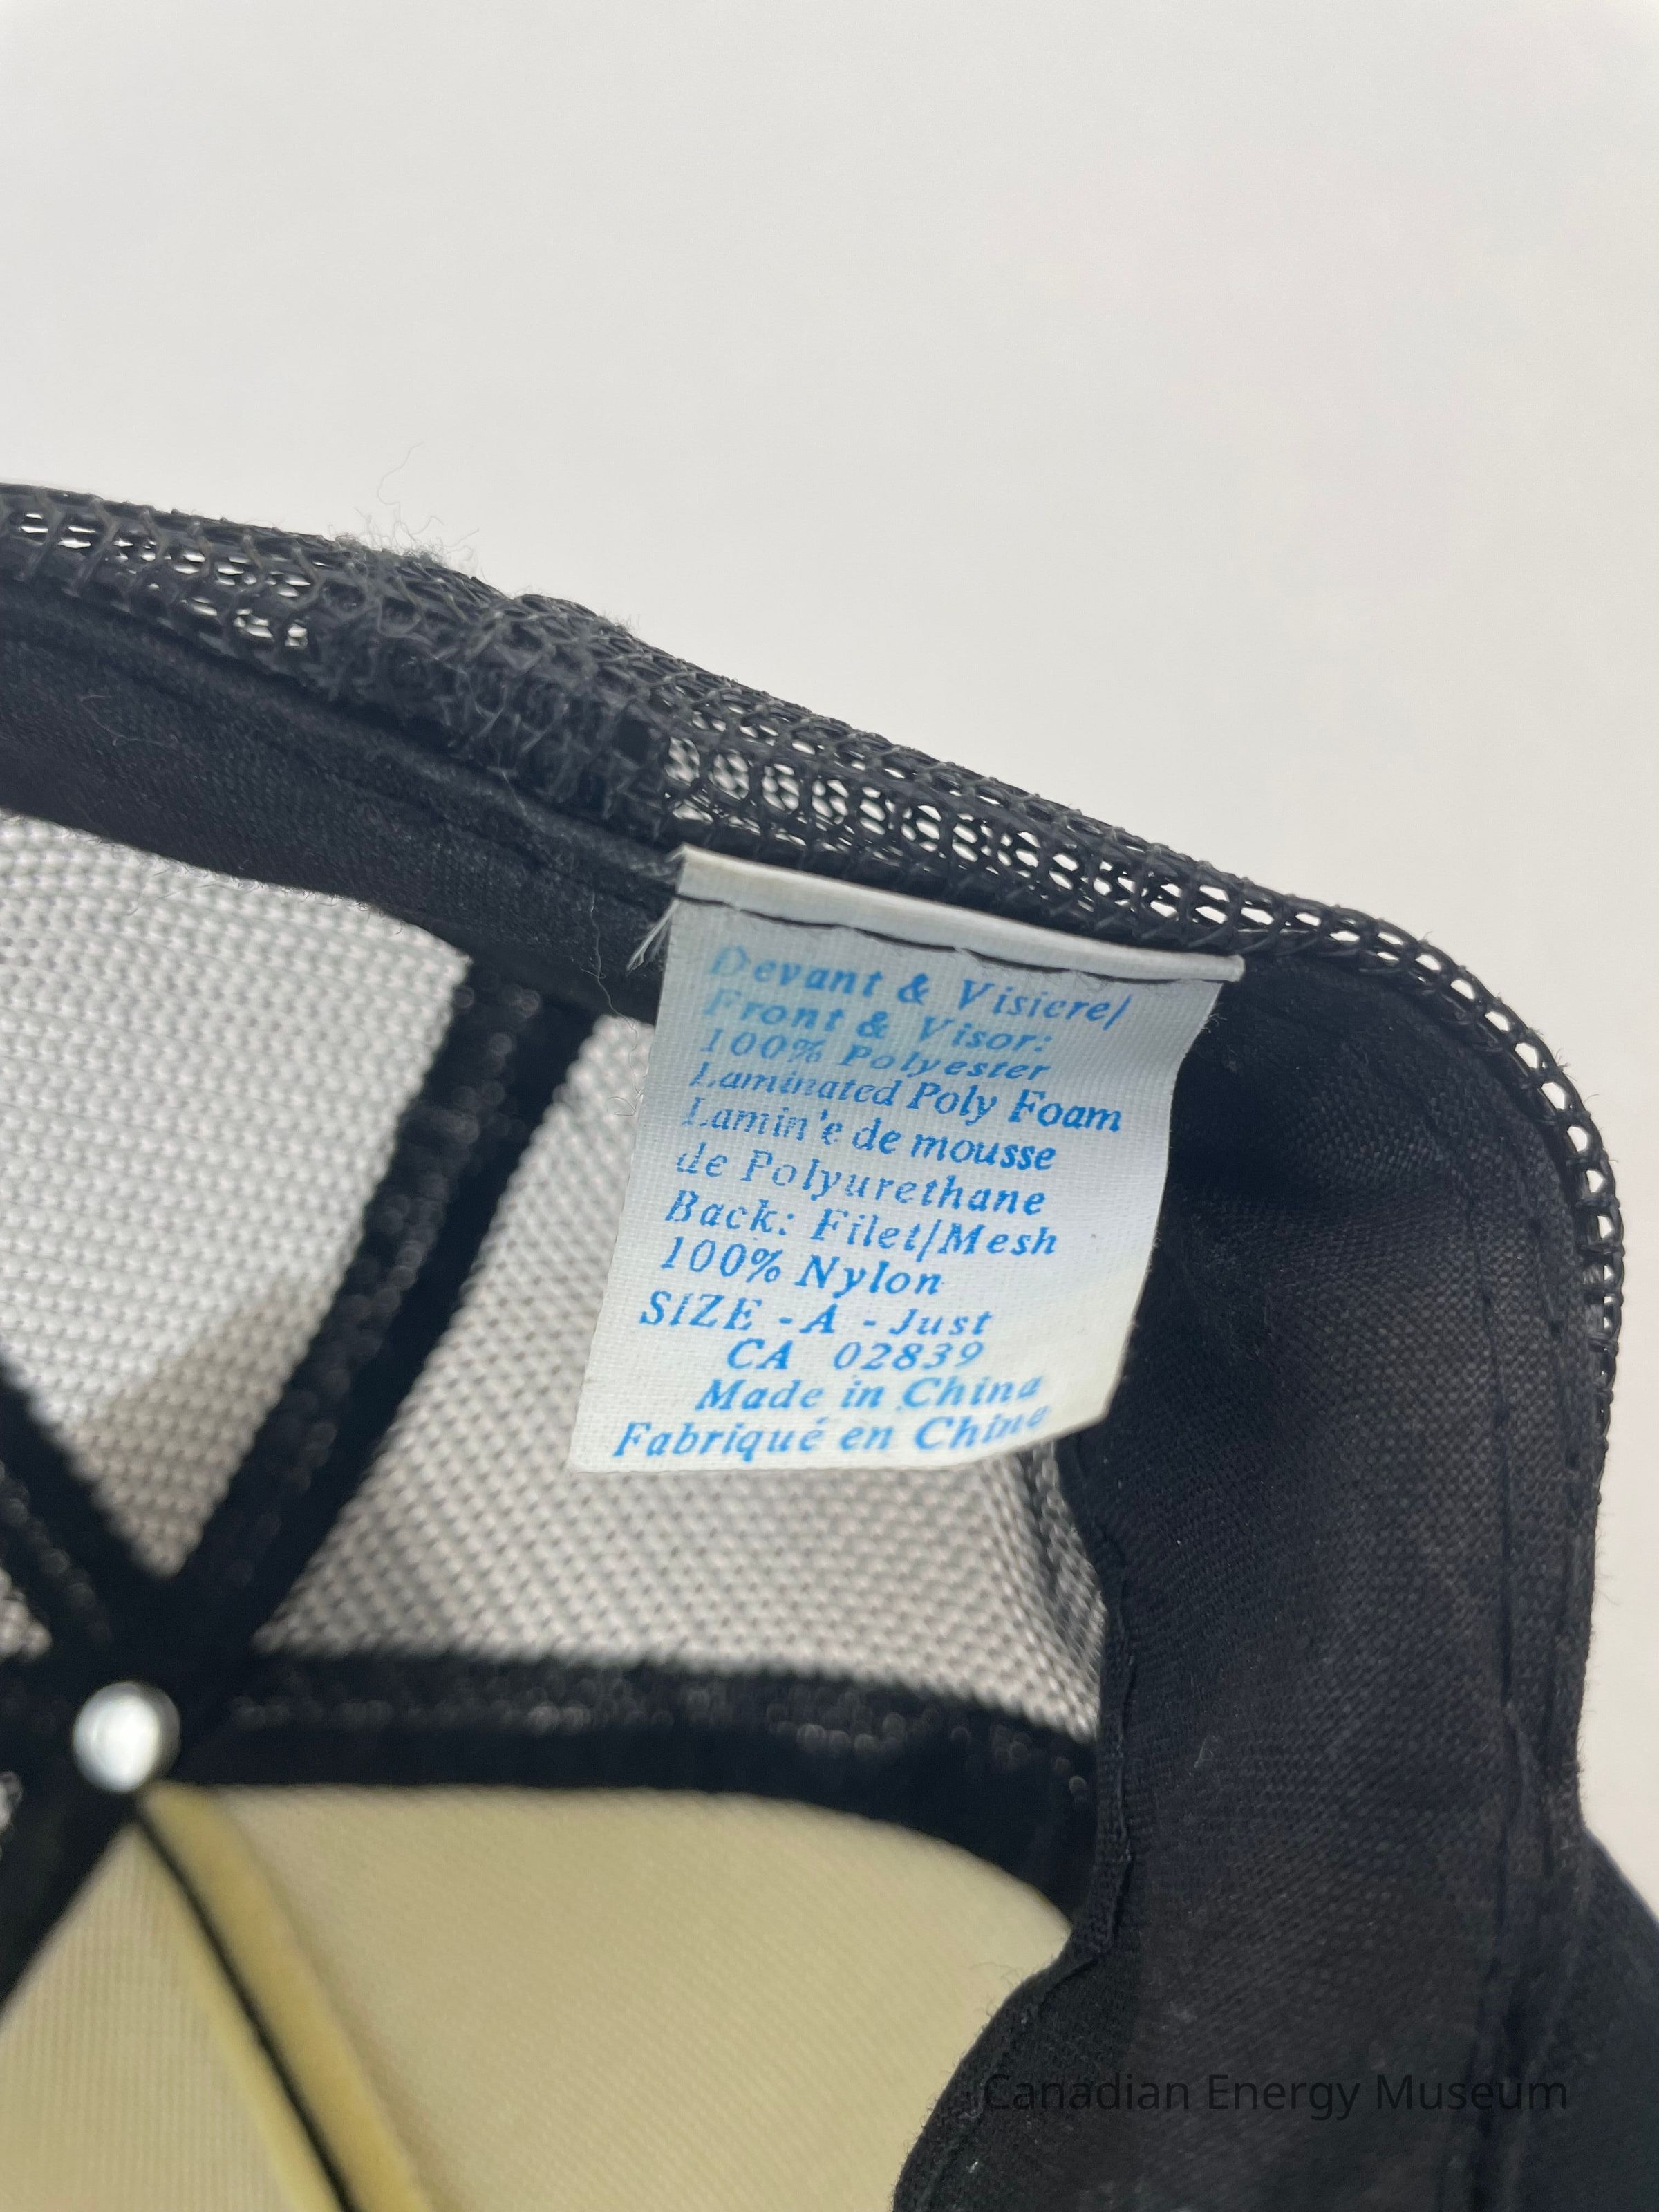 Devant & Visiere/
Front & Visor:
100% Polyester
Laminated Poly Foam
Lamin'e de mousse
de Polyurethane
Back: Filet/Mesh
100% Nylon
SIZE - A - Just
CA 02839
Made in China
Fabriqué en China
Canadian Energy Museum